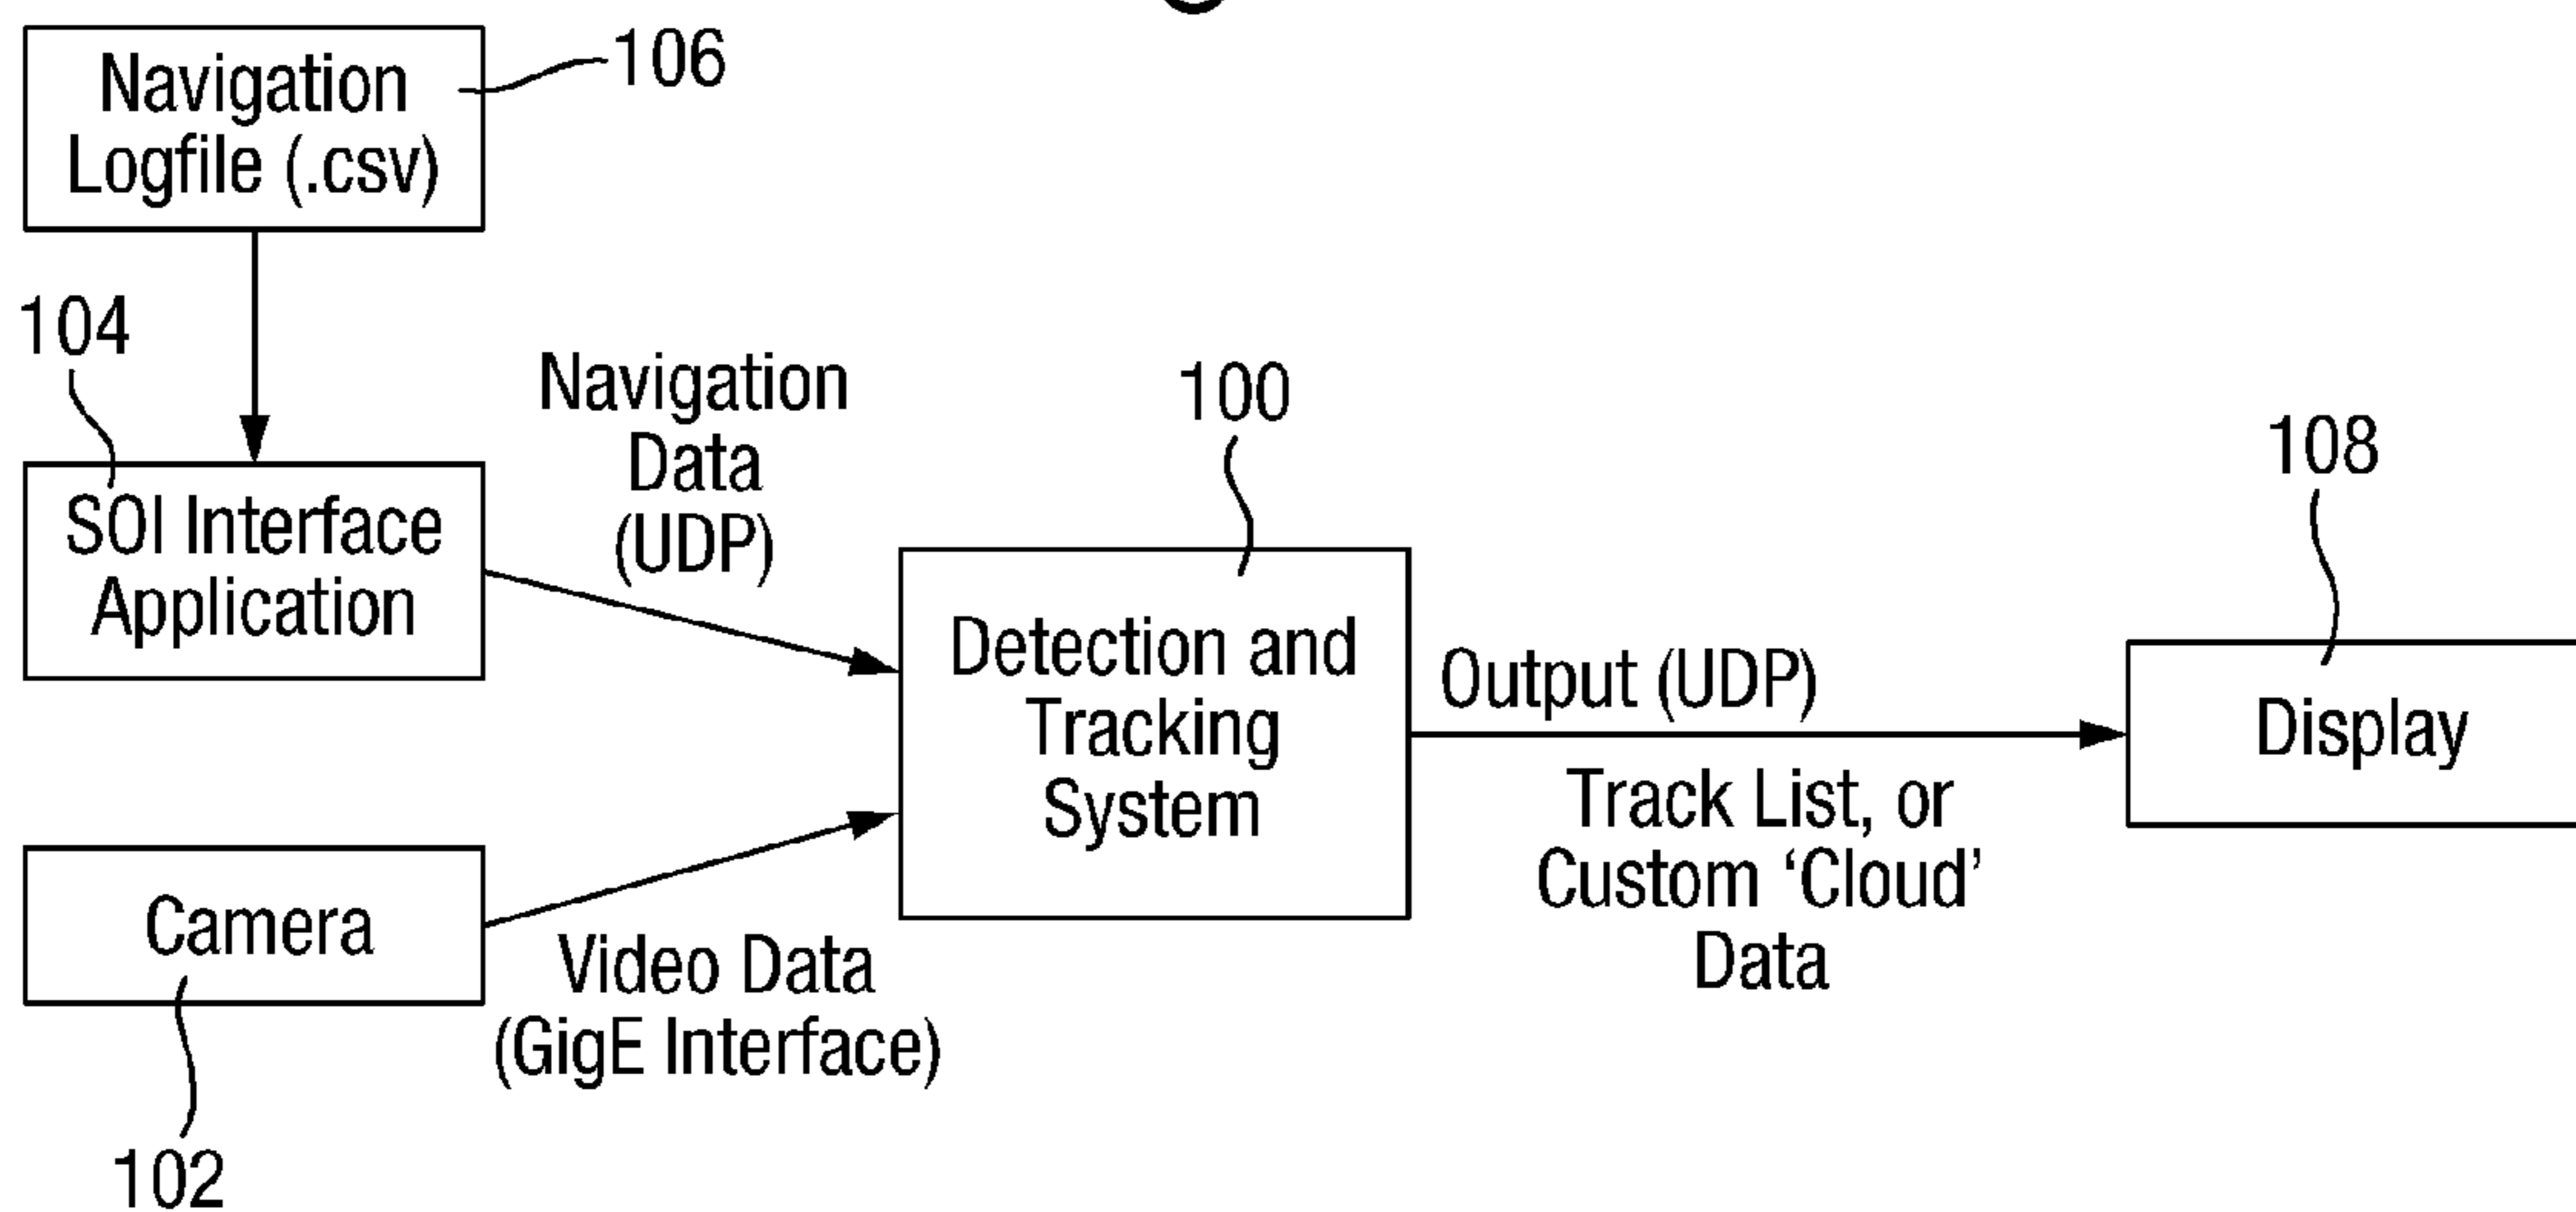 Navigation
Logfile (.csv)
106
104
SOI Interface
Application
Navigation
Data
(UDP)
100
Detection and
Tracking
System
Output (UDP)
Track List, or
Custom ‘Cloud’
Data
108
Display
Camera
Video Data
(GigE Interface)
102